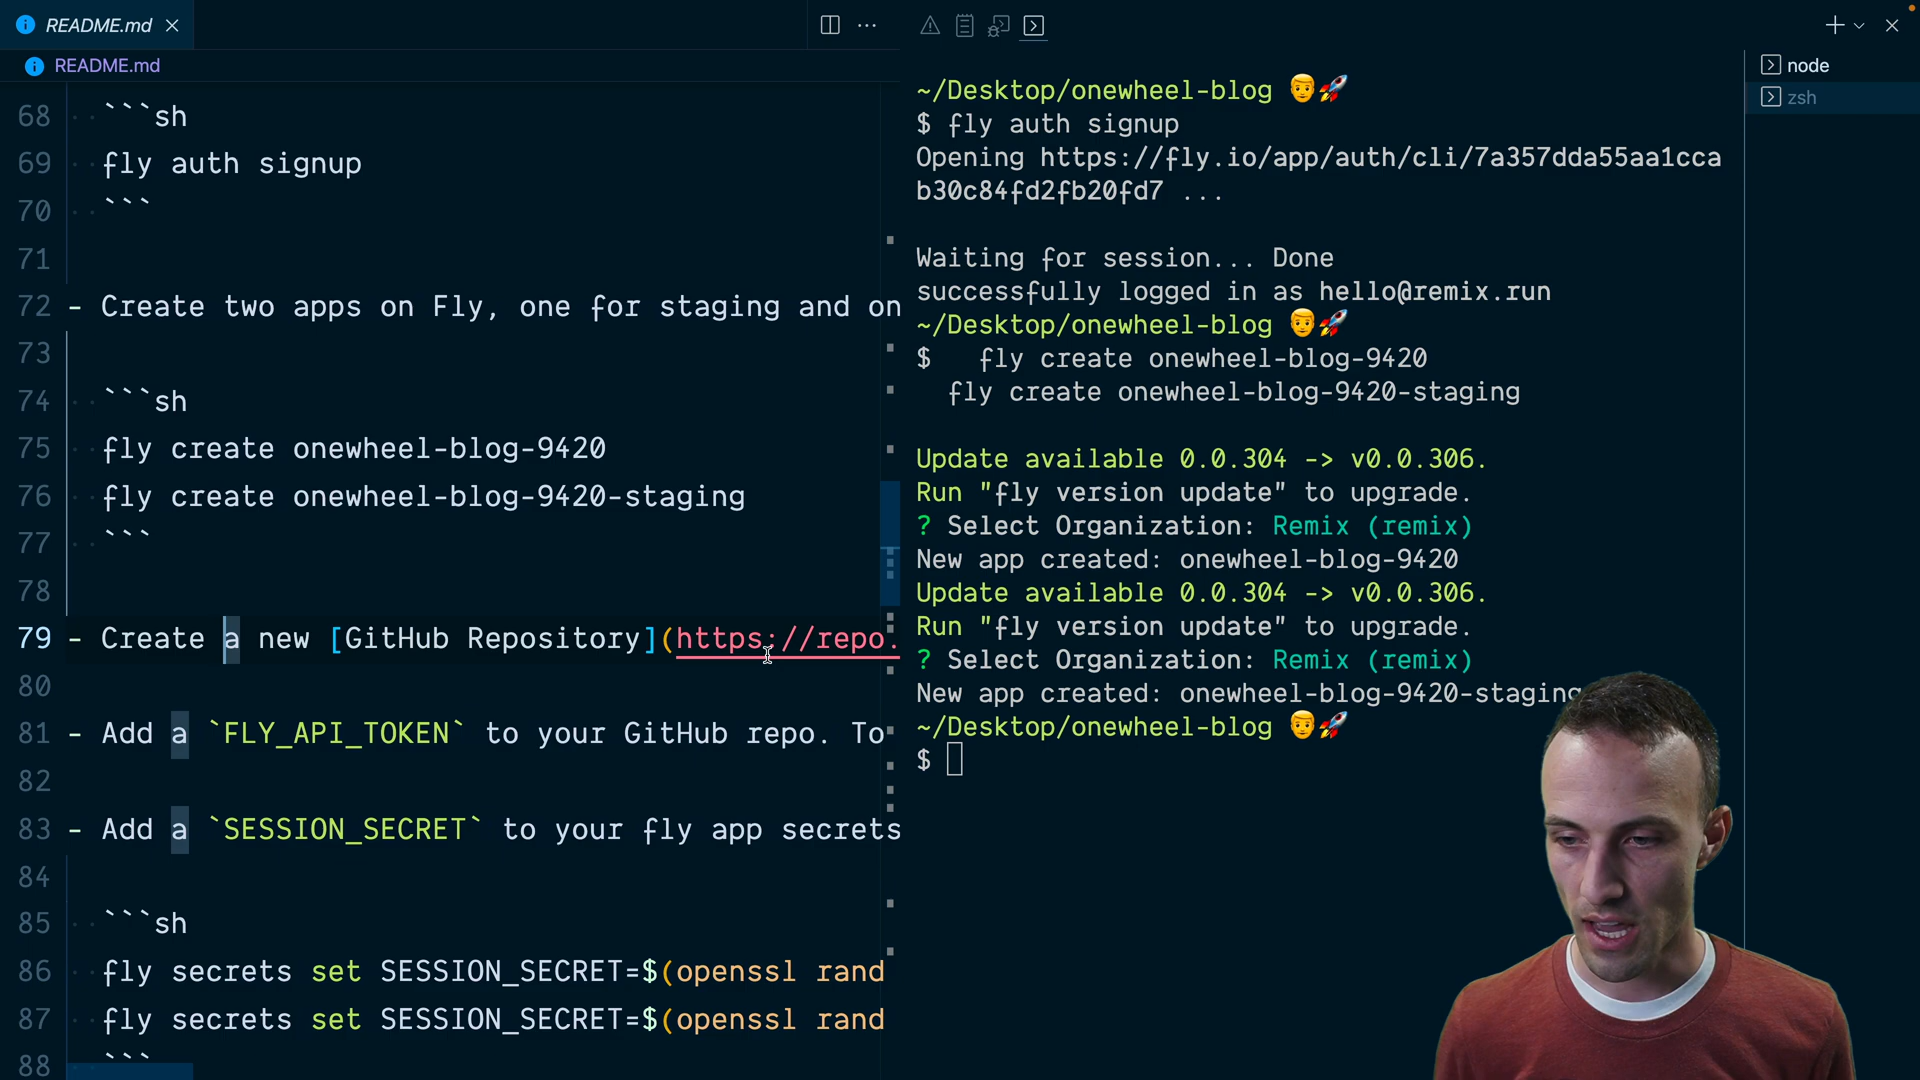 README.md
README.md
68 ```sh
69 fly auth signup
70 ```
71
72 - Create two apps on Fly, one for staging and on
73
74 ```sh
75 fly create onewheel-blog-9420
76 fly create onewheel-blog-9420-staging
77 ```
78
79 - Create a new [GitHub Repository](https://repo.
80
81 - Add a `FLY_API_TOKEN` to your GitHub repo. To
82
83 - Add a `SESSION_SECRET` to your fly app secrets
84
85 ```sh
86 fly secrets set SESSION_SECRET=$(openssl rand
87 fly secrets set SESSION_SECRET=$(openssl rand
88 ```
~/Desktop/onewheel-blog 👨🚀
$ fly auth signup
Opening https://fly.io/app/auth/cli/7a357dda55aa1cca
b30c84fd2fb20fd7 ...
Waiting for session... Done
successfully logged in as hello@remix.run
~/Desktop/onewheel-blog 👨🚀
$ fly create onewheel-blog-9420
fly create onewheel-blog-9420-staging
Update available 0.0.304 -> v0.0.306.
Run "fly version update" to upgrade.
? Select Organization: Remix (remix)
New app created: onewheel-blog-9420
Update available 0.0.304 -> v0.0.306.
Run "fly version update" to upgrade.
? Select Organization: Remix (remix)
New app created: onewheel-blog-9420-staging
~/Desktop/onewheel-blog 👨🚀
$
node
zsh